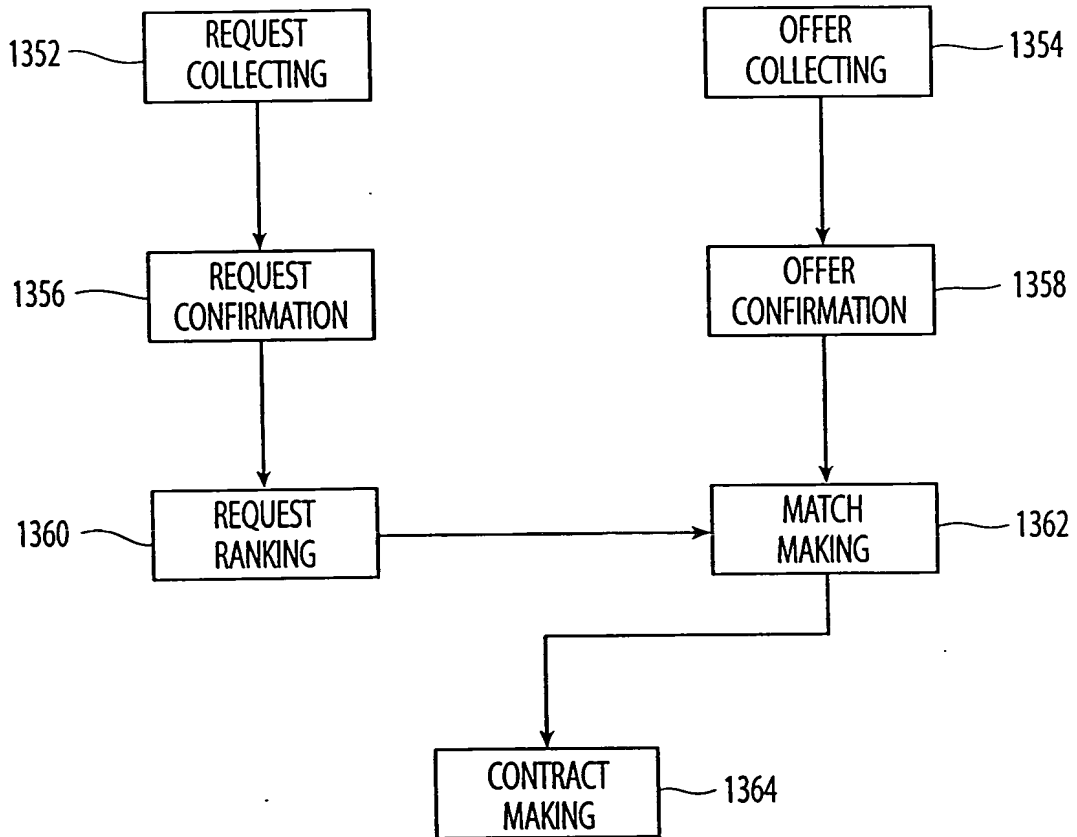 1352
REQUEST
COLLECTING
OFFER
COLLECTING
1354
1356
REQUEST
CONFIRMATION
OFFER
CONFIRMATION
1358
1360
REQUEST
RANKING
MATCH
MAKING
1362
CONTRACT
MAKING
1364